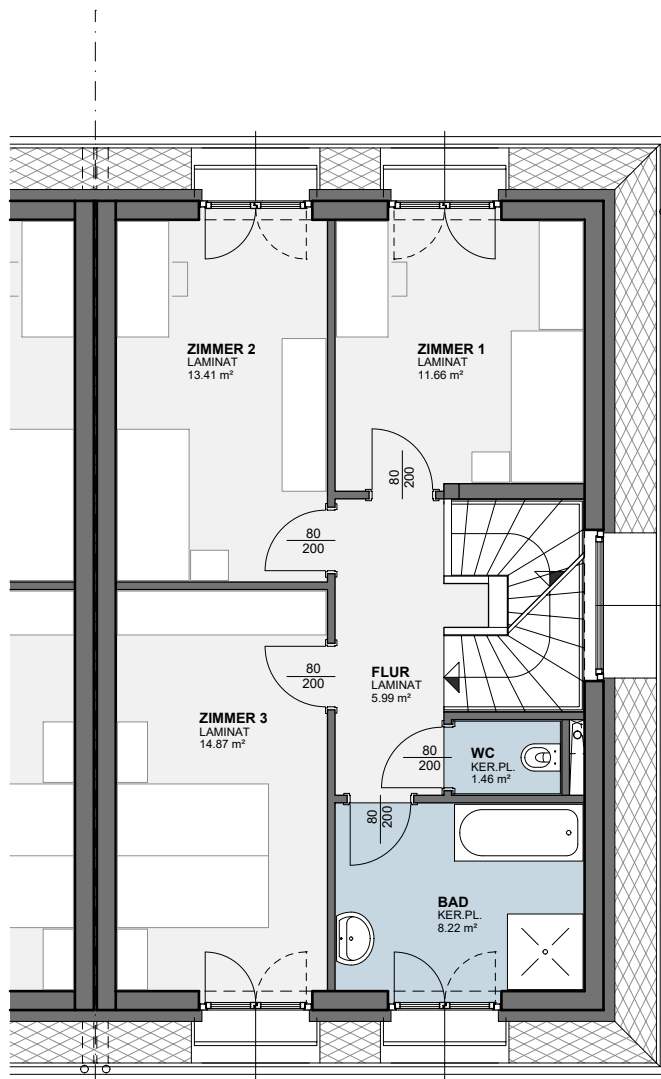 ZIMMER 2
LAMINAT
13.41 m²
ZIMMER 1
LAMINAT
11.66 m²
80
200
80
200
80
200
FLUR
LAMINAT
5.99 m²
ZIMMER 3
LAMINAT
14.87 m²
80
200
WC
KER.PL.
1.46 m²
80
200
BAD
KER.PL.
8.22 m²